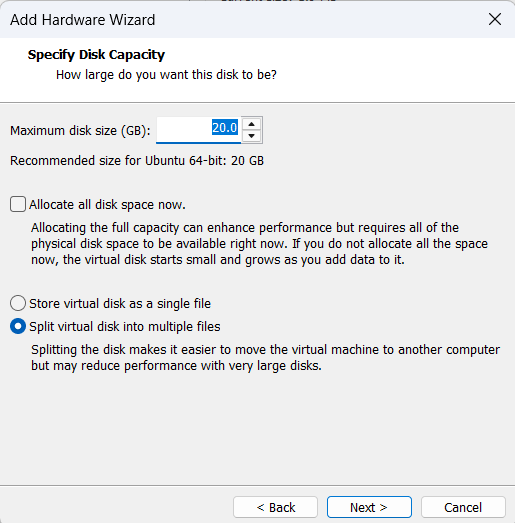 Add Hardware Wizard
Specify Disk Capacity
How large do you want this disk to be?
Maximum disk size (GB): 20.0
Recommended size for Ubuntu 64-bit: 20 GB
Allocate all disk space now.
Allocating the full capacity can enhance performance but requires all of the
physical disk space to be available right now. If you do not allocate all the space
now, the virtual disk starts small and grows as you add data to it.
Store virtual disk as a single file
Split virtual disk into multiple files
Splitting the disk makes it easier to move the virtual machine to another computer
but may reduce performance with very large disks.
< Back
Next >
Cancel